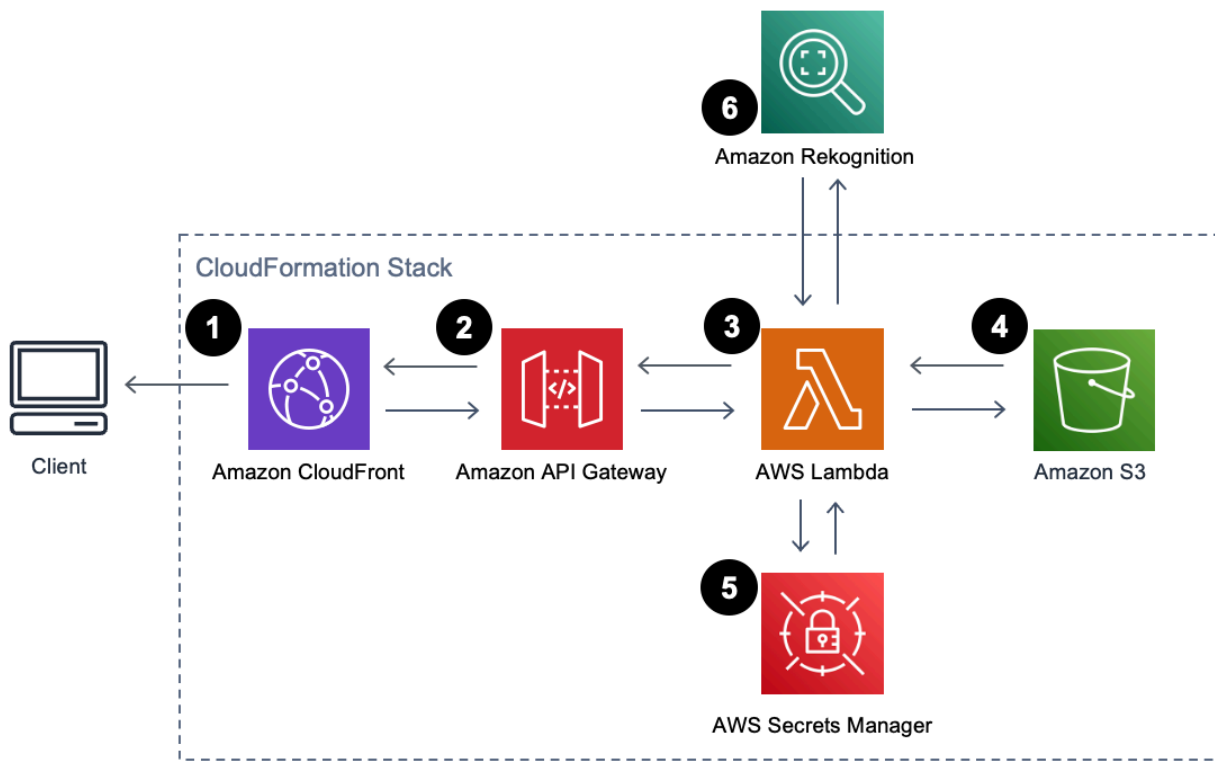 6
Amazon Rekognition
CloudFormation Stack
1
2
3
4
</>
Client
Amazon CloudFront
Amazon API Gateway
AWS Lambda
Amazon S3
5
AWS Secrets Manager